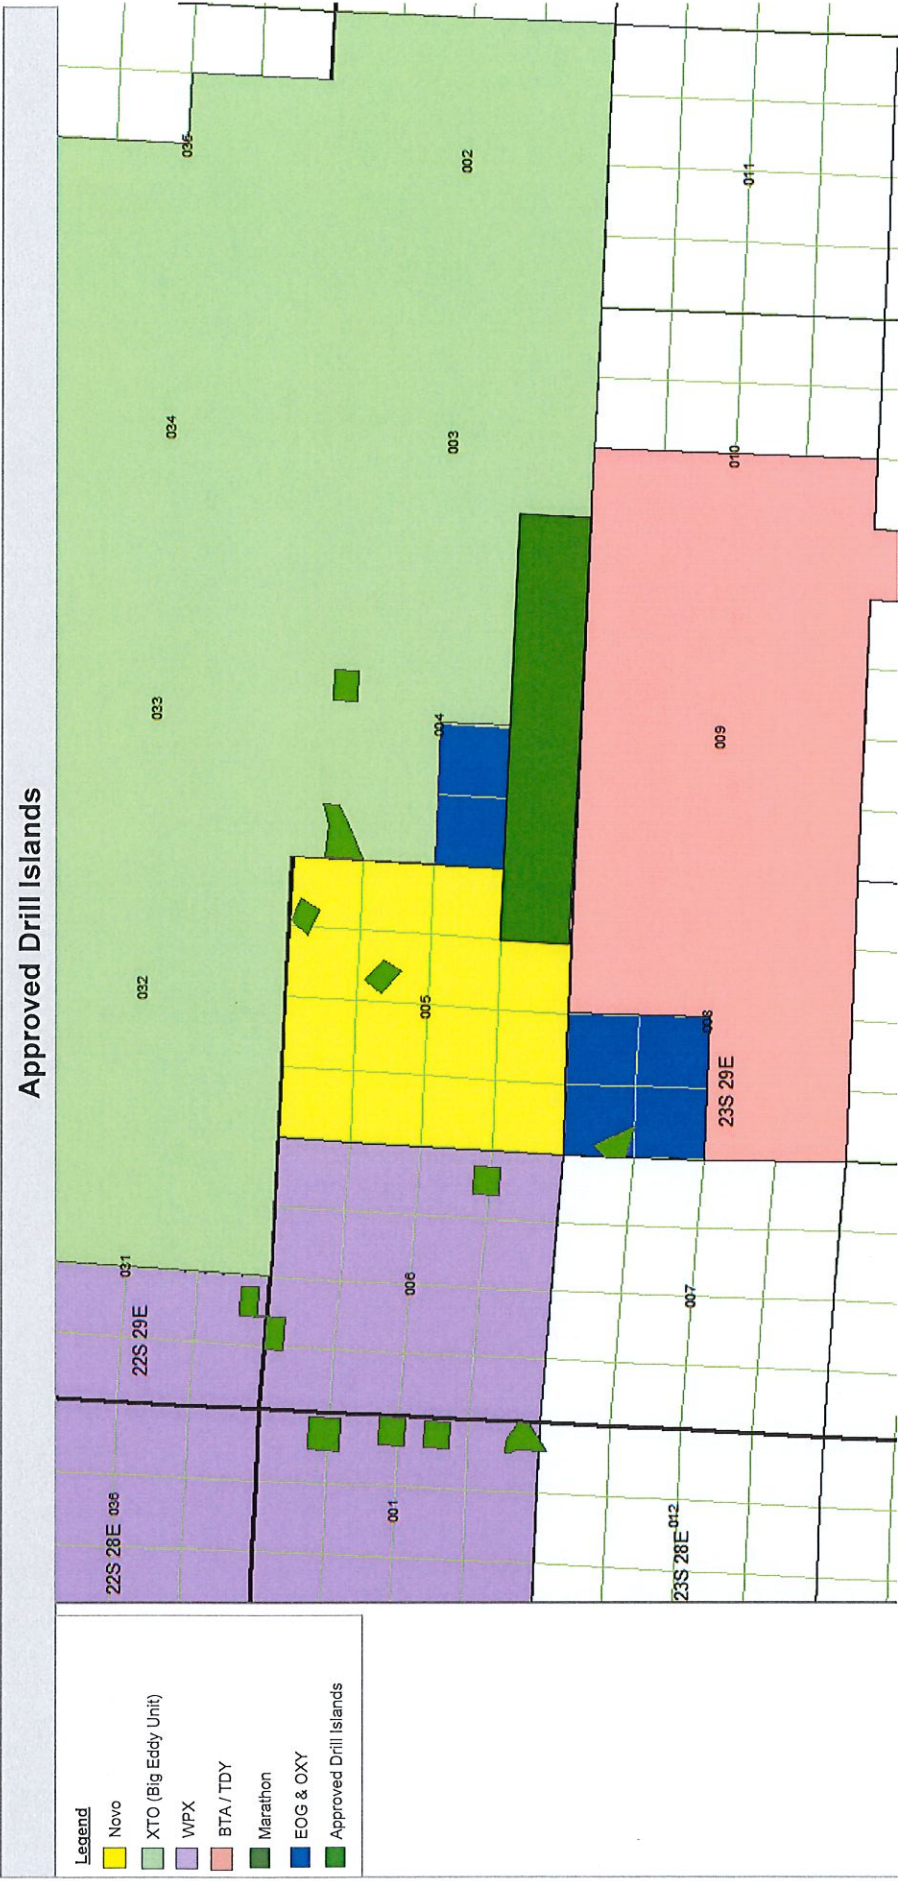 Approved Drill Islands
Legend
Novo
XTO (Big Eddy Unit)
WPX
BTA / TDY
Marathon
EOG & OXY
Approved Drill Islands
22S 28E 036
22S 29E
031
032
033
034
035
001
006
005
004
003
002
23S 28E 012
007
23S 29E
008
009
010
011